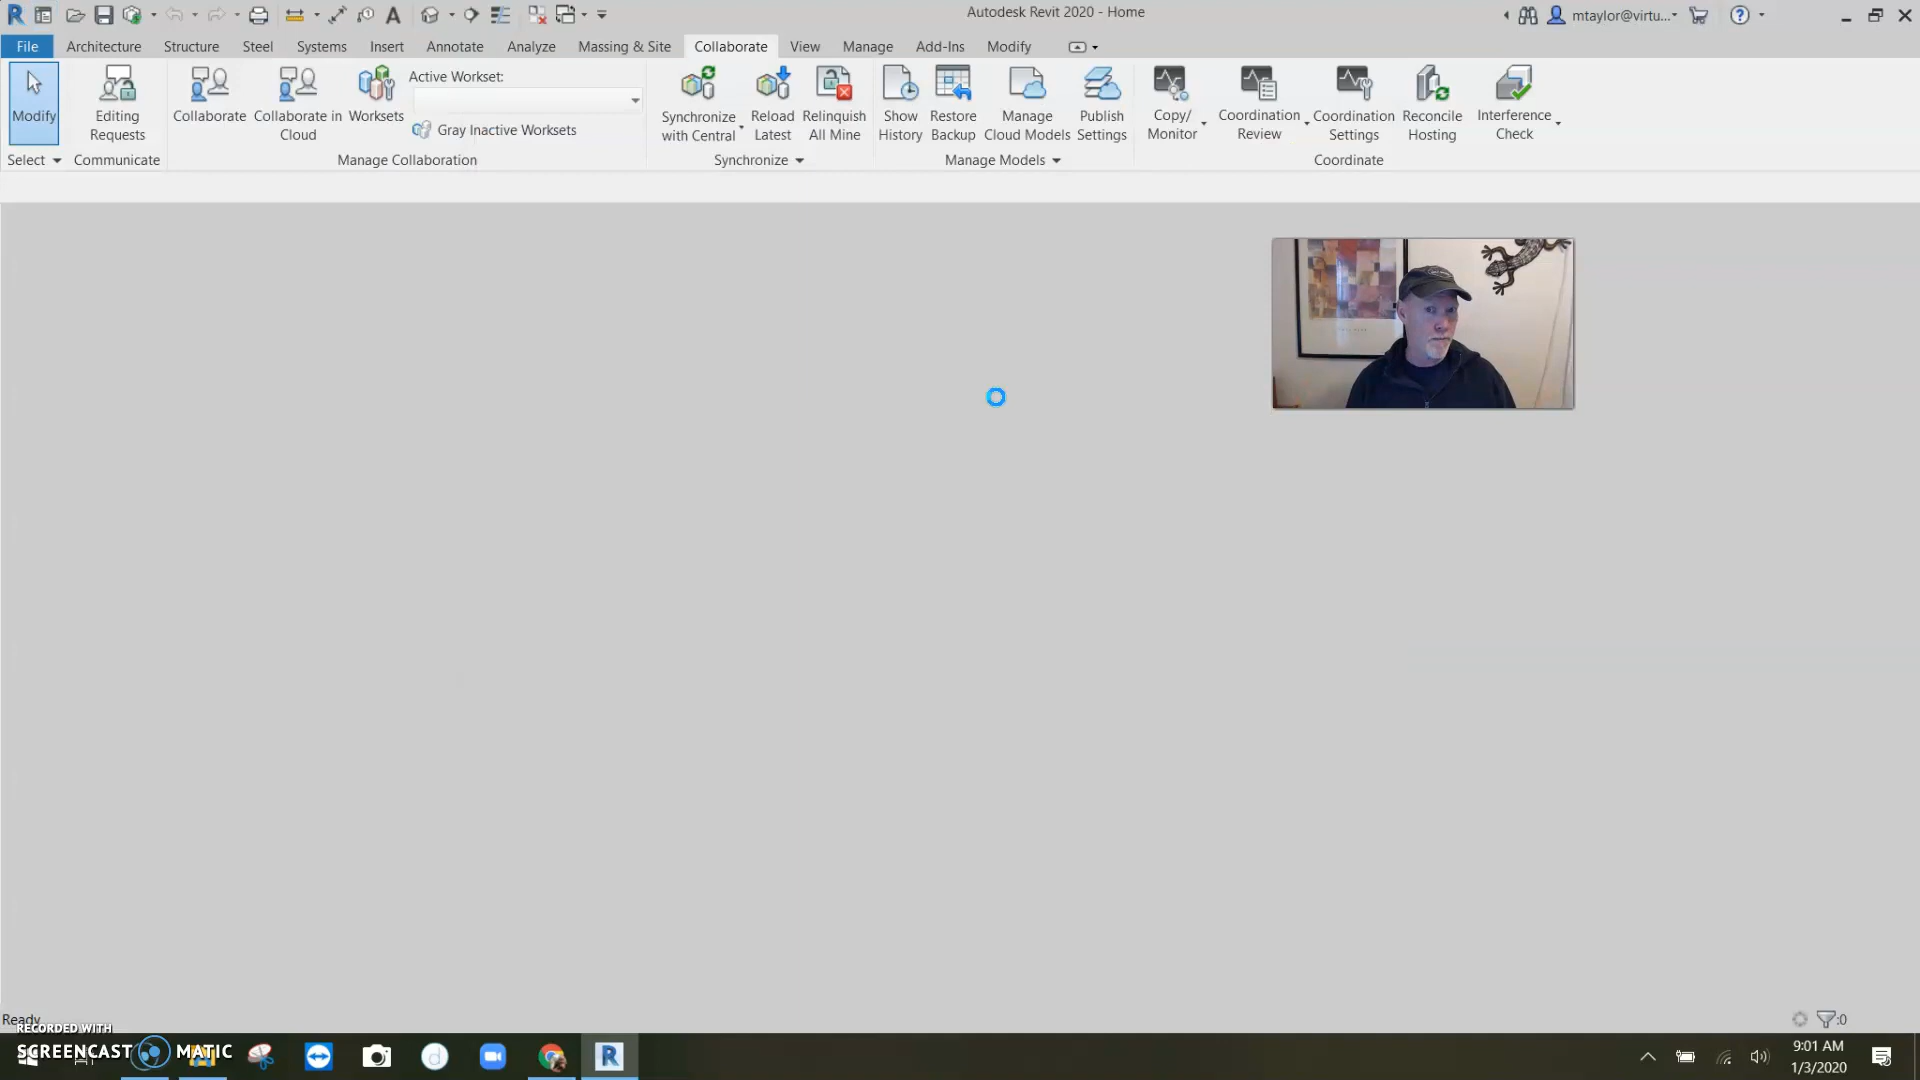 Autodesk Revit 2020 - Home
mtaylor@virtu...
File Architecture Structure Steel Systems Insert Annotate Analyze Massing & Site Collaborate View Manage Add-Ins Modify
Modify
Editing Requests
Collaborate
Collaborate in Cloud
Worksets
Active Workset:
Gray Inactive Worksets
Synchronize with Central
Reload Latest
Relinquish All Mine
Show History
Restore Backup
Manage Cloud Models
Publish Settings
Copy/ Monitor
Coordination Review
Coordination Settings
Reconcile Hosting
Interference Check
Select Communicate Manage Collaboration Synchronize Manage Models Coordinate
Ready
:0
RECORDED WITH
SCREENCAST MATIC
9:01 AM
1/3/2020